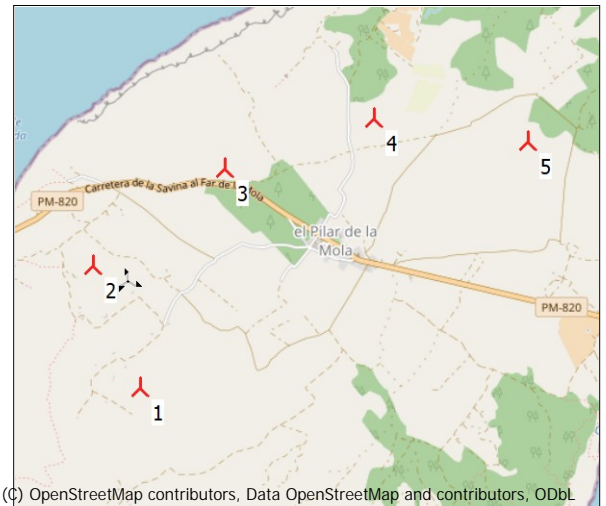 4
5
Carretera de la Savina al Far de la Mola
3
PM-820
el Pilar de la
Mola
2
PM-820
1
(C) OpenStreetMap contributors, Data OpenStreetMap and contributors, ODbL